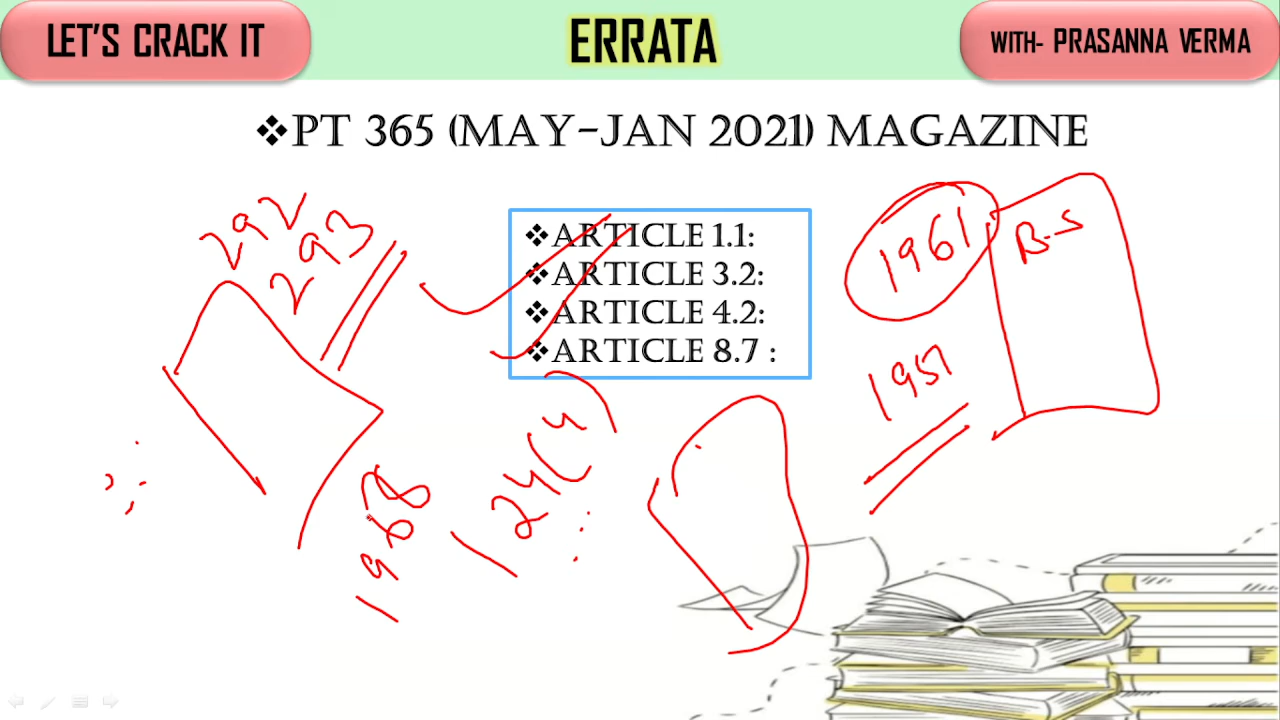 LET'S CRACK IT
ERRATA
WITH- PRASANNA VERMA
❖PT 365 (MAY-JAN 2021) MAGAZINE
292
293
❖ARTICLE 1.1:
❖ARTICLE 3.2:
❖ARTICLE 4.2:
❖ARTICLE 8.7 :
1961
B-S
1951
124(4)
1968